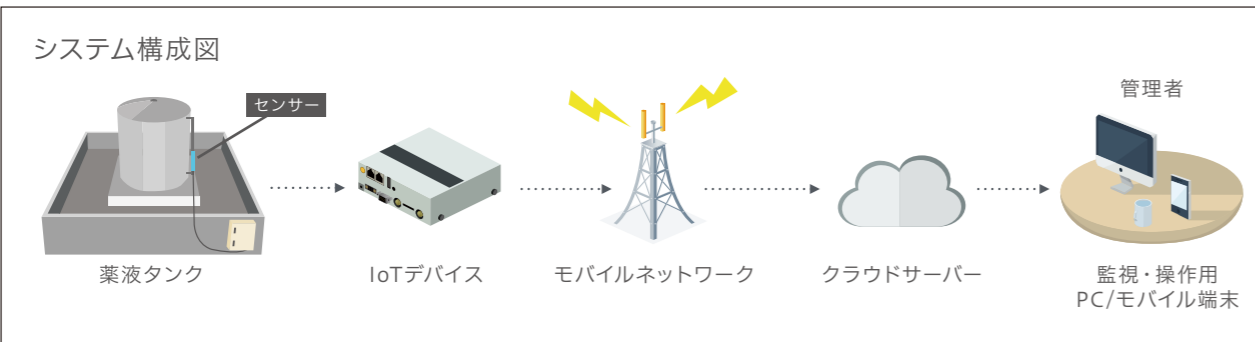 システム構成図
センサー
管理者
薬液タンク
IoTデバイス
モバイルネットワーク
クラウドサーバー
監視・操作用
PC/モバイル端末